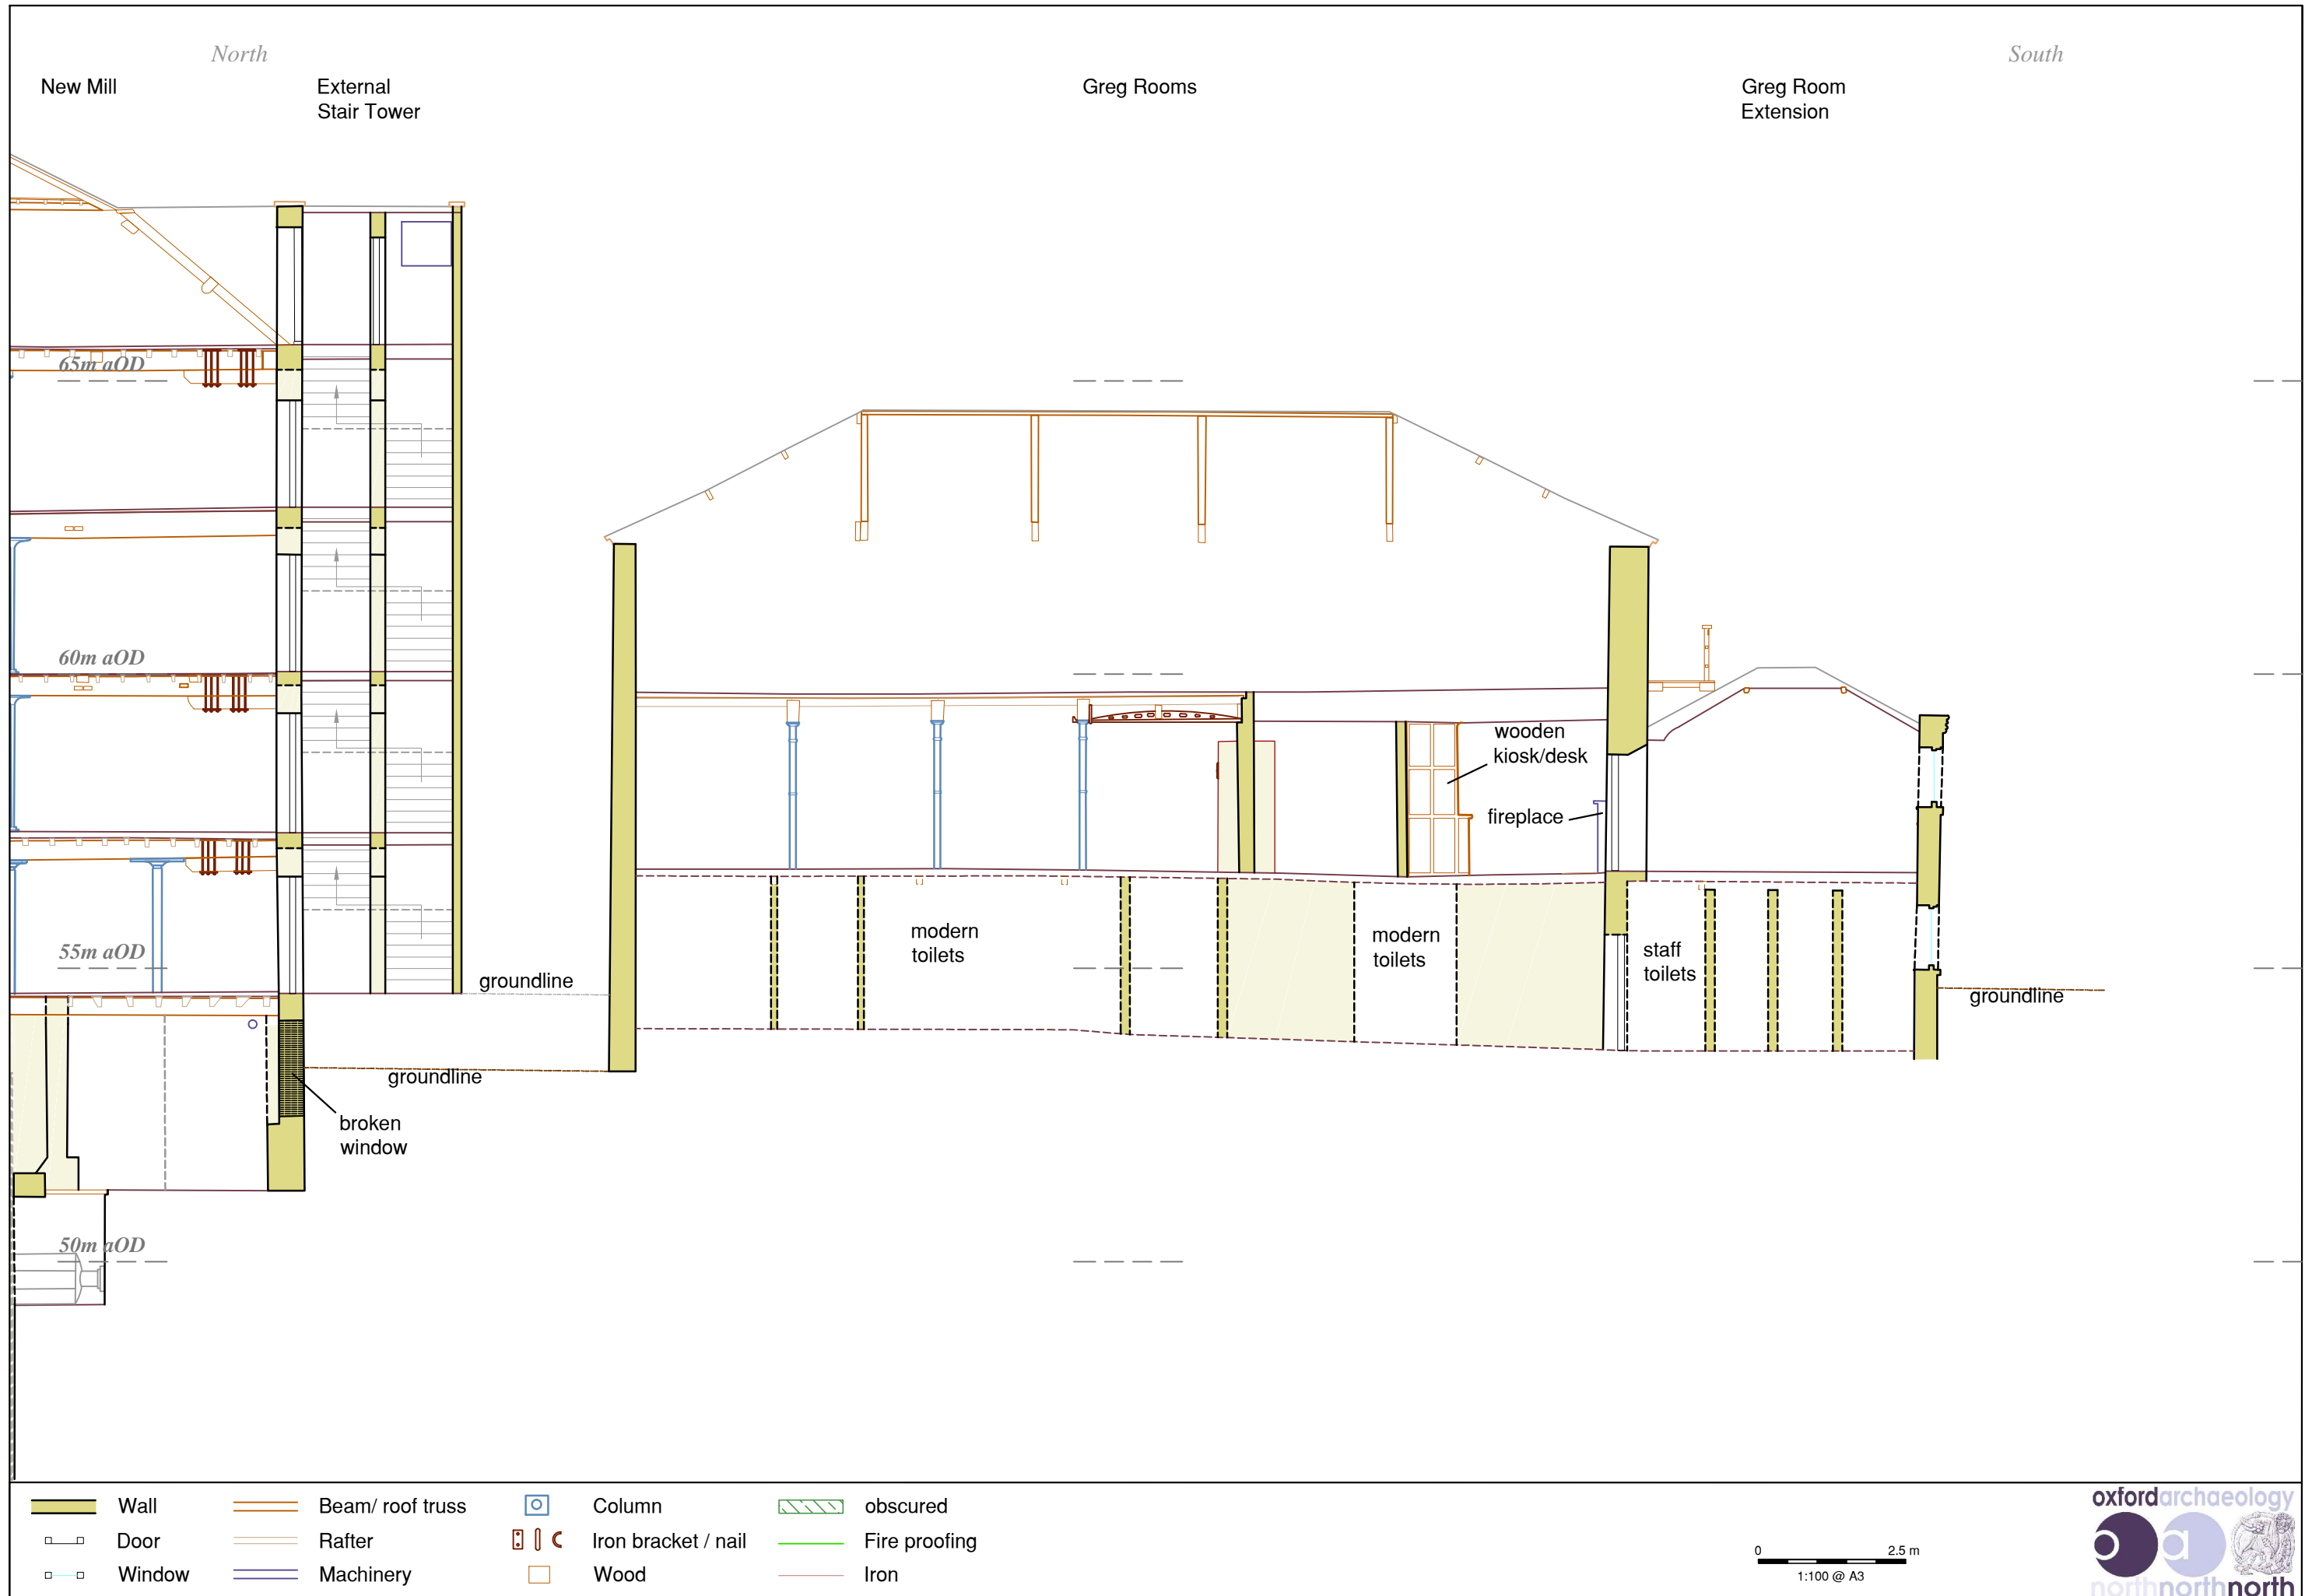 North
South
New Mill
External
Stair Tower
Greg Rooms
Greg Room
Extension
65m aOD
60m aOD
wooden
kiosk/desk
fireplace
55m aOD
groundline
modern
toilets
modern
toilets
staff
toilets
groundline
groundline
broken
window
50m aOD
Wall
Beam/ roof truss
Column
obscured
Door
Rafter
Iron bracket / nail
Fire proofing
Window
Machinery
Wood
Iron
0
2.5 m
1:100 @ A3
oxfordarchaeology
oa
northnorthnorth